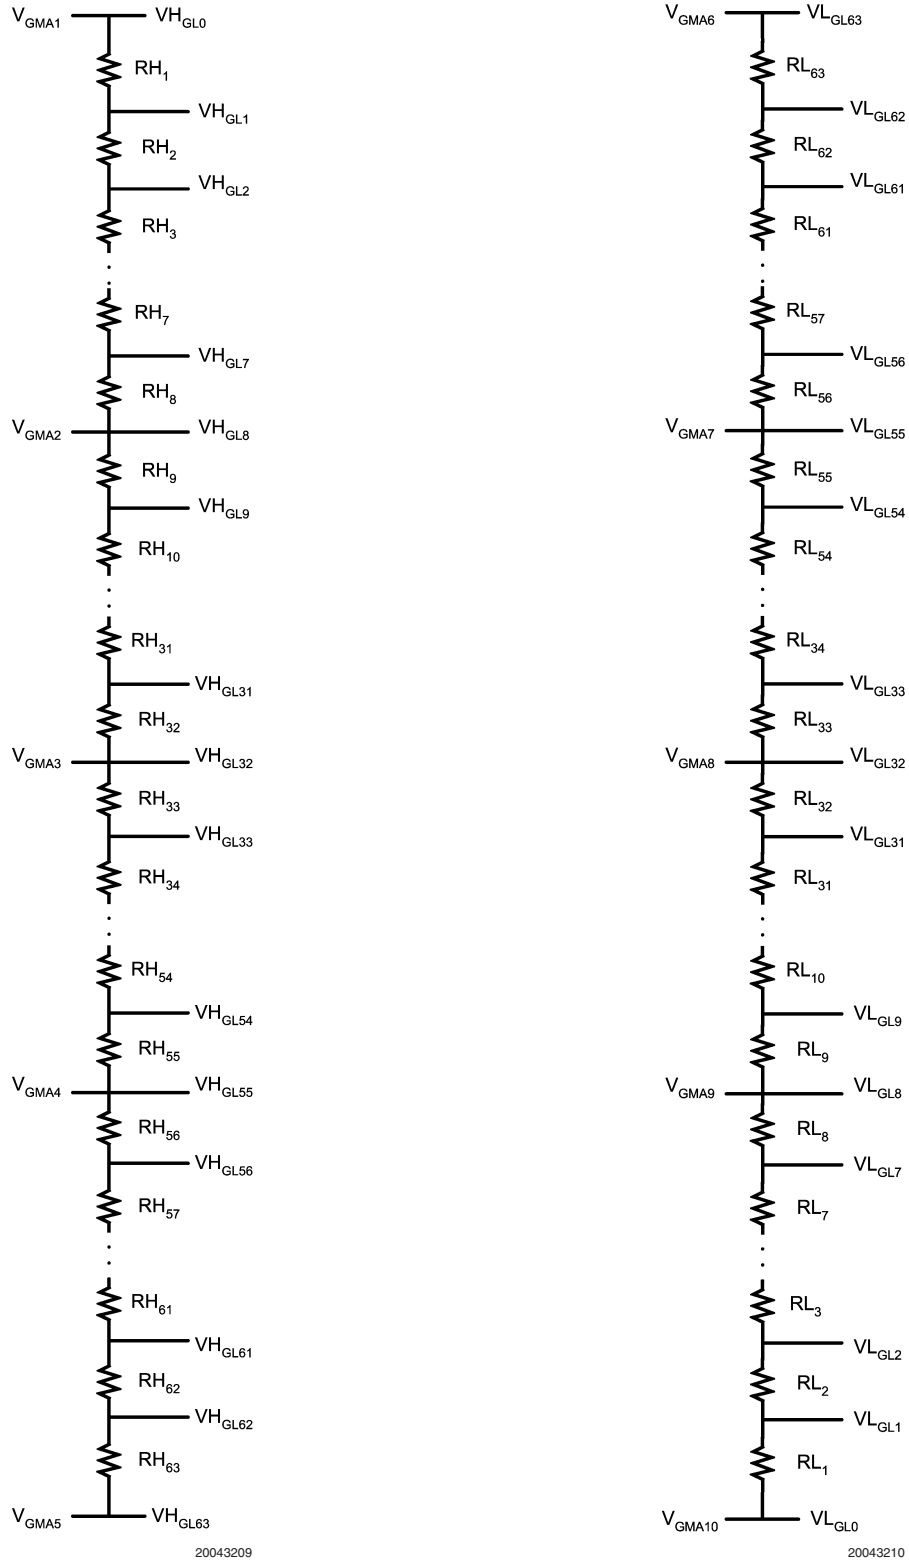 VGMA1 VHGL0
RH1
VHGL1
RH2
VHGL2
RH3
RH7
VHGL7
RH8
VGMA2 VHGL8
RH9
VHGL9
RH10
RH31
VHGL31
RH32
VGMA3 VHGL32
RH33
VHGL33
RH34
RH54
VHGL54
RH55
VGMA4 VHGL55
RH56
VHGL56
RH57
RH61
VHGL61
RH62
VHGL62
RH63
VGMA5 VHGL63
20043209
VGMA6 VLGL63
RL63
VLGL62
RL62
VLGL61
RL61
RL57
VLGL56
RL56
VGMA7 VLGL55
RL55
VLGL54
RL54
RL34
VLGL33
RL33
VGMA8 VLGL32
RL32
VLGL31
RL31
RL10
VLGL9
RL9
VGMA9 VLGL8
RL8
VLGL7
RL7
RL3
VLGL2
RL2
VLGL1
RL1
VGMA10 VLGL0
20043210